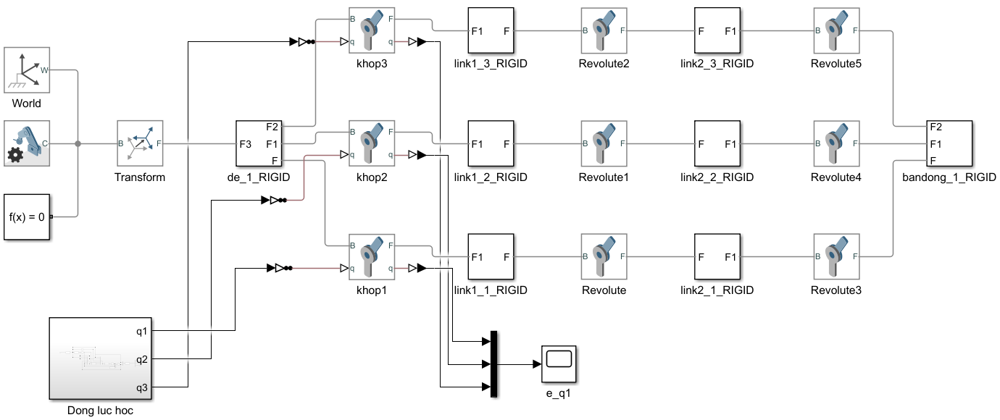 B F
q q
khop3
F1 F
link1_3_RIGID
B F
Revolute2
F F1
link2_3_RIGID
B F
Revolute5
W
World
C
B F
Transform
F3 F2
F1
F
de_1_RIGID
B F
q q
khop2
F1 F
link1_2_RIGID
B F
Revolute1
F F1
link2_2_RIGID
B F
Revolute4
F2
F1
F
bandong_1_RIGID
f(x) = 0
B F
q q
khop1
F1 F
link1_1_RIGID
B F
Revolute
F F1
link2_1_RIGID
B F
Revolute3
q1
q2
q3
Dong luc hoc
e_q1